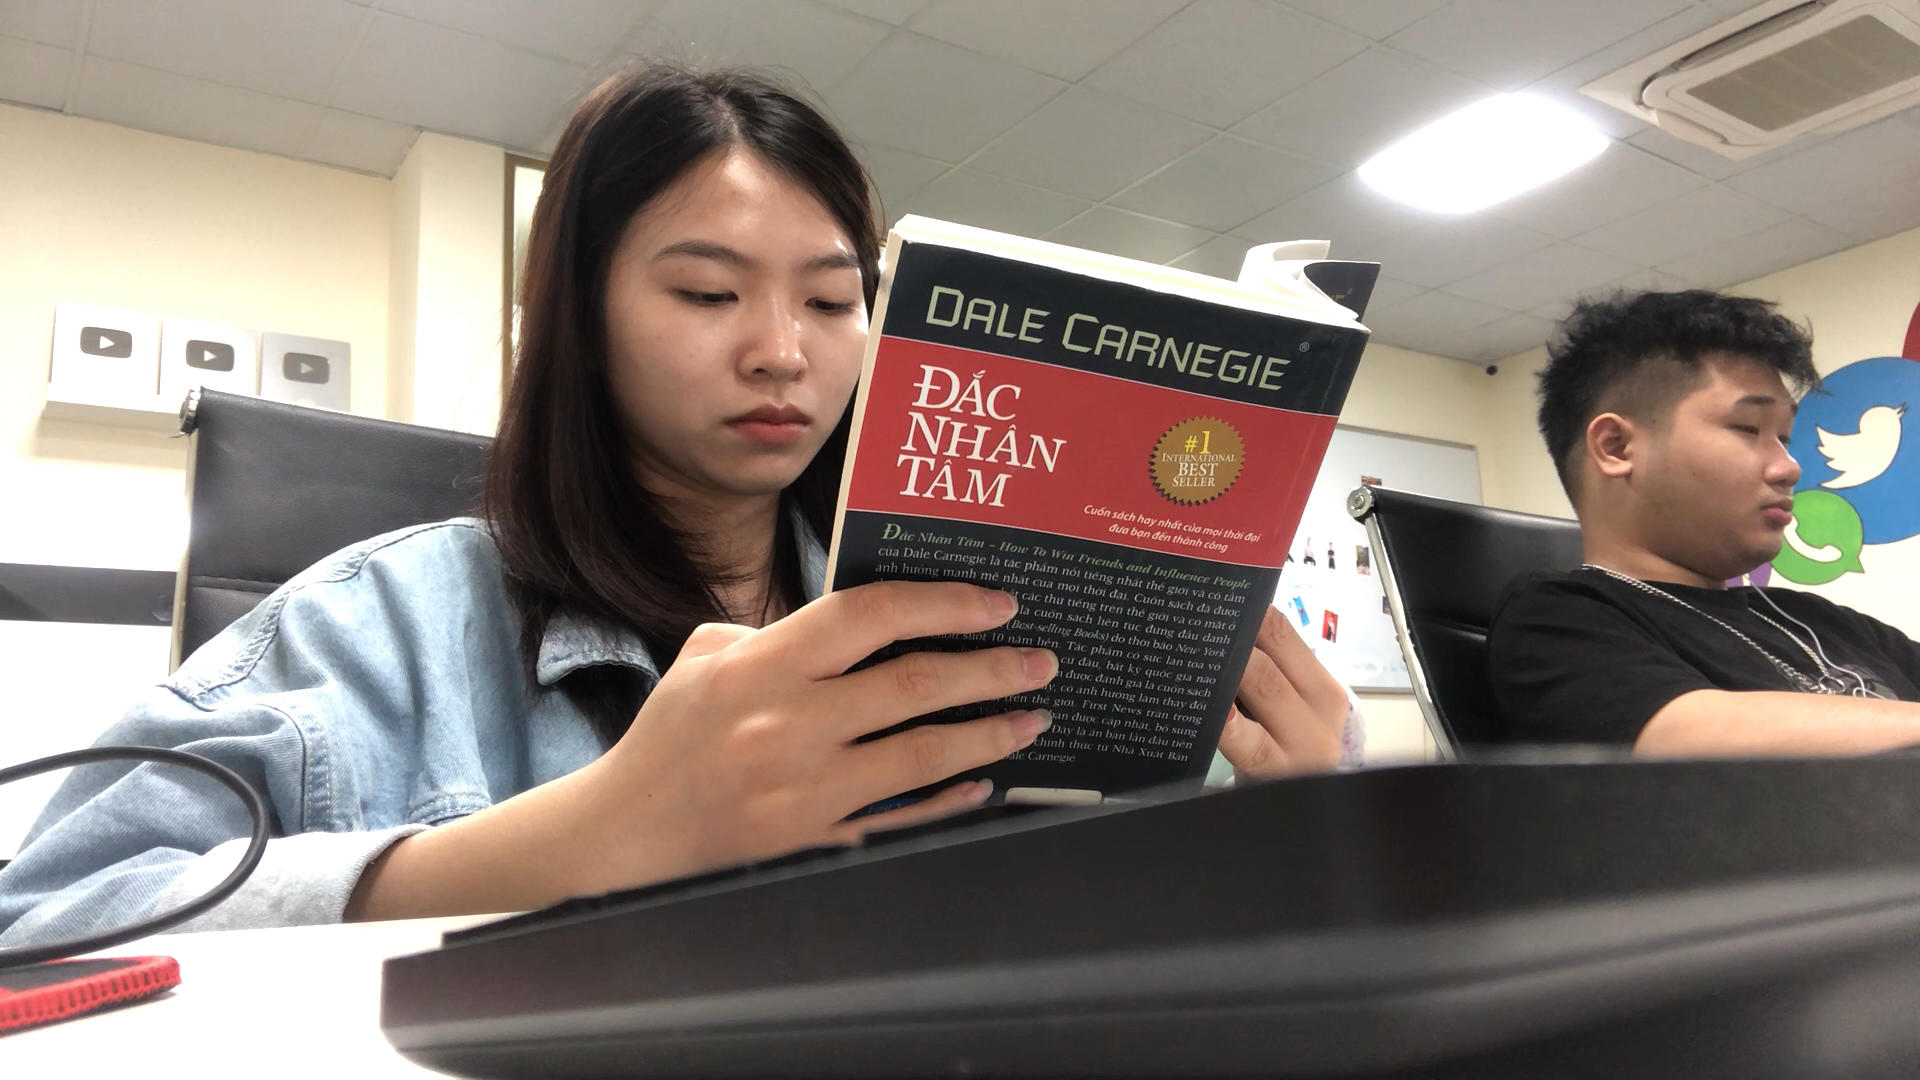 DALE CARNEGIE®
ĐẮC
NHÂN
TÂM
#1
INTERNATIONAL
BEST
SELLER
Cuốn sách hay nhất của mọi thời đại
đưa bạn đến thành công
Đắc Nhân Tâm – How To Win Friends and Influence People
của Dale Carnegie là tác phẩm nổi tiếng nhất thế giới và có tầm
ảnh hưởng mạnh mẽ nhất của mọi thời đại. Cuốn sách đã được
các thứ tiếng trên thế giới và có mặt ở
là cuốn sách liên tục đứng đầu danh
(Best-selling Books) do thời báo New York
suốt 10 năm liền. Tác phẩm có sức lan tỏa vô
cứ đâu, bất kỳ quốc gia nào
được đánh giá là cuốn sách
có ảnh hưởng làm thay đổi
trên thế giới. First News trân trọng
bản được cập nhật, bổ sung
Đây là ấn bản lần đầu tiên
chính thức từ Nhà Xuất Bản
Dale Carnegie